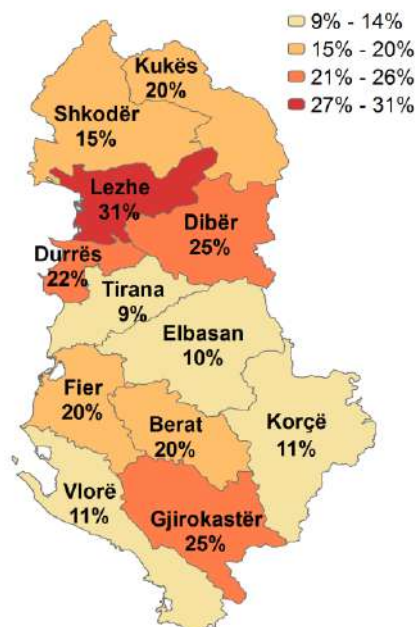 9% - 14%
15% - 20%
21% - 26%
27% - 31%
Kukës
20%
Shkodër
15%
Lezhe
31%
Dibër
25%
Durrës
22%
Tirana
9%
Elbasan
10%
Fier
20%
Berat
20%
Korçë
11%
Vlorë
11%
Gjirokastër
25%